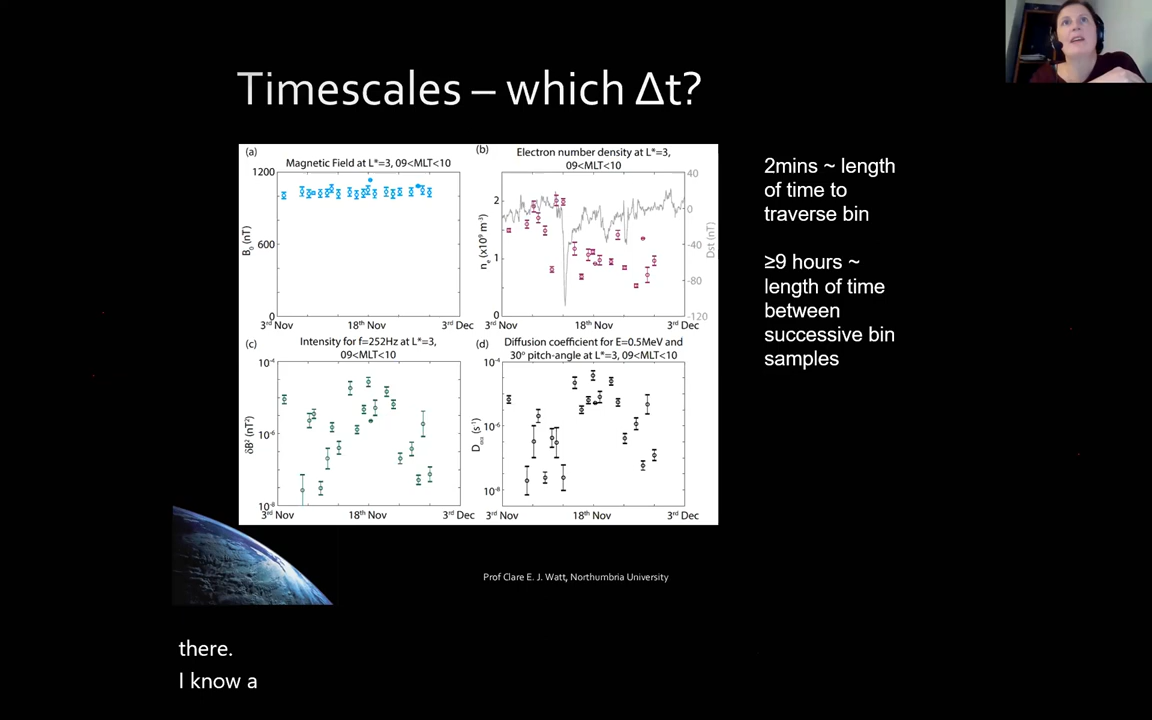 Timescales – which Δt?
(a)
Magnetic Field at L*=3, 09<MLT<10
1200
600
0
B₀ (nT)
3rd Nov
18th Nov
3rd Dec
(b)
Electron number density at L*=3,
09<MLT<10
2
1
0
nₑ (x10⁹ m⁻³)
40
0
-40
-80
-120
Dst (nT)
3rd Nov
18th Nov
3rd Dec
(c)
Intensity for f=252Hz at L*=3,
09<MLT<10
10⁻⁴
10⁻⁶
10⁻⁸
δB² (nT²)
3rd Nov
18th Nov
3rd Dec
(d)
Diffusion coefficient for E=0.5MeV and
30° pitch-angle at L*=3, 09<MLT<10
10⁻⁴
10⁻⁶
10⁻⁸
3rd Nov
18th Nov
3rd Dec
2mins ~ length
of time to
traverse bin
≥9 hours ~
length of time
between
successive bin
samples
Prof Clare E. J. Watt, Northumbria University
there.
I know a